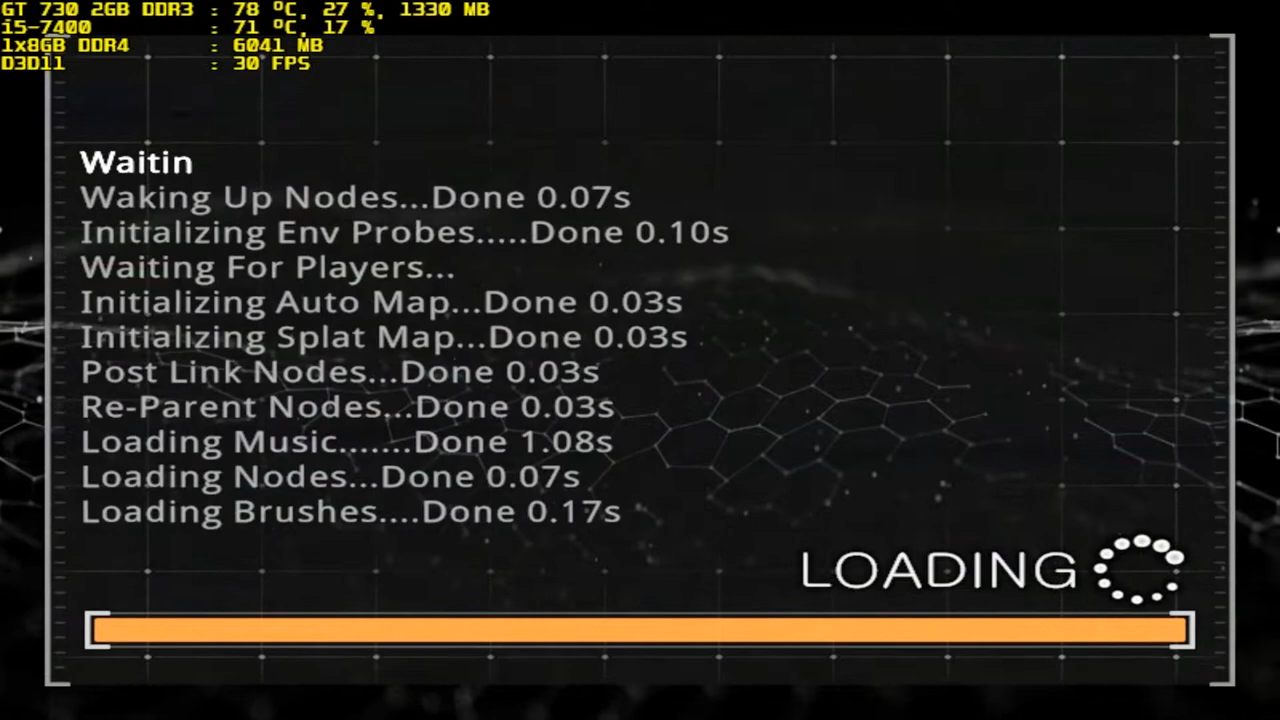 GT 730 2GB DDR3 : 78 ºC, 27 %, 1330 MB
i5-7400 : 71 ºC, 17 %
1x8GB DDR4 : 6041 MB
D3D11 : 30 FPS
Waitin
Waking Up Nodes...Done 0.07s
Initializing Env Probes.....Done 0.10s
Waiting For Players...
Initializing Auto Map...Done 0.03s
Initializing Splat Map...Done 0.03s
Post Link Nodes...Done 0.03s
Re-Parent Nodes...Done 0.03s
Loading Music.......Done 1.08s
Loading Nodes...Done 0.07s
Loading Brushes....Done 0.17s
LOADING